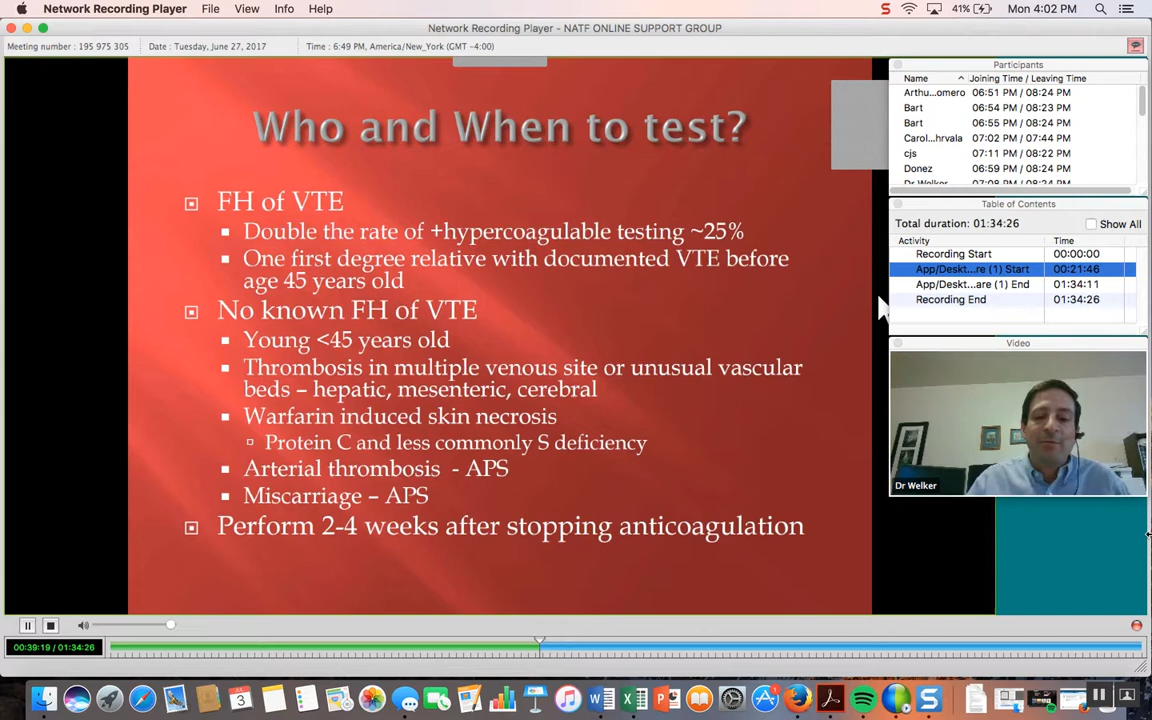 Network Recording Player File View Info Help
S 41% Mon 4:02 PM
Network Recording Player - NATF ONLINE SUPPORT GROUP
Meeting number : 195 975 305 Date : Tuesday, June 27, 2017 Time : 6:49 PM, America/New_York (GMT -4:00)
Who and When to test?
FH of VTE
Double the rate of +hypercoagulable testing ~25%
One first degree relative with documented VTE before
age 45 years old
No known FH of VTE
Young <45 years old
Thrombosis in multiple venous site or unusual vascular
beds – hepatic, mesenteric, cerebral
Warfarin induced skin necrosis
Protein C and less commonly S deficiency
Arterial thrombosis - APS
Miscarriage – APS
Perform 2-4 weeks after stopping anticoagulation
Participants
Name Joining Time / Leaving Time
Arthu...omero 06:51 PM / 08:24 PM
Bart 06:54 PM / 08:23 PM
Bart 06:55 PM / 08:24 PM
Carol...hrvala 07:02 PM / 07:44 PM
cjs 07:11 PM / 08:22 PM
Donez 06:59 PM / 08:24 PM
Dr Welker 07:08 PM / 08:24 PM
Table of Contents
Total duration: 01:34:26 Show All
Activity Time
Recording Start 00:00:00
App/Deskt...re (1) Start 00:21:46
App/Deskt...are (1) End 01:34:11
Recording End 01:34:26
Video
Dr Welker
00:39:19 / 01:34:26
3